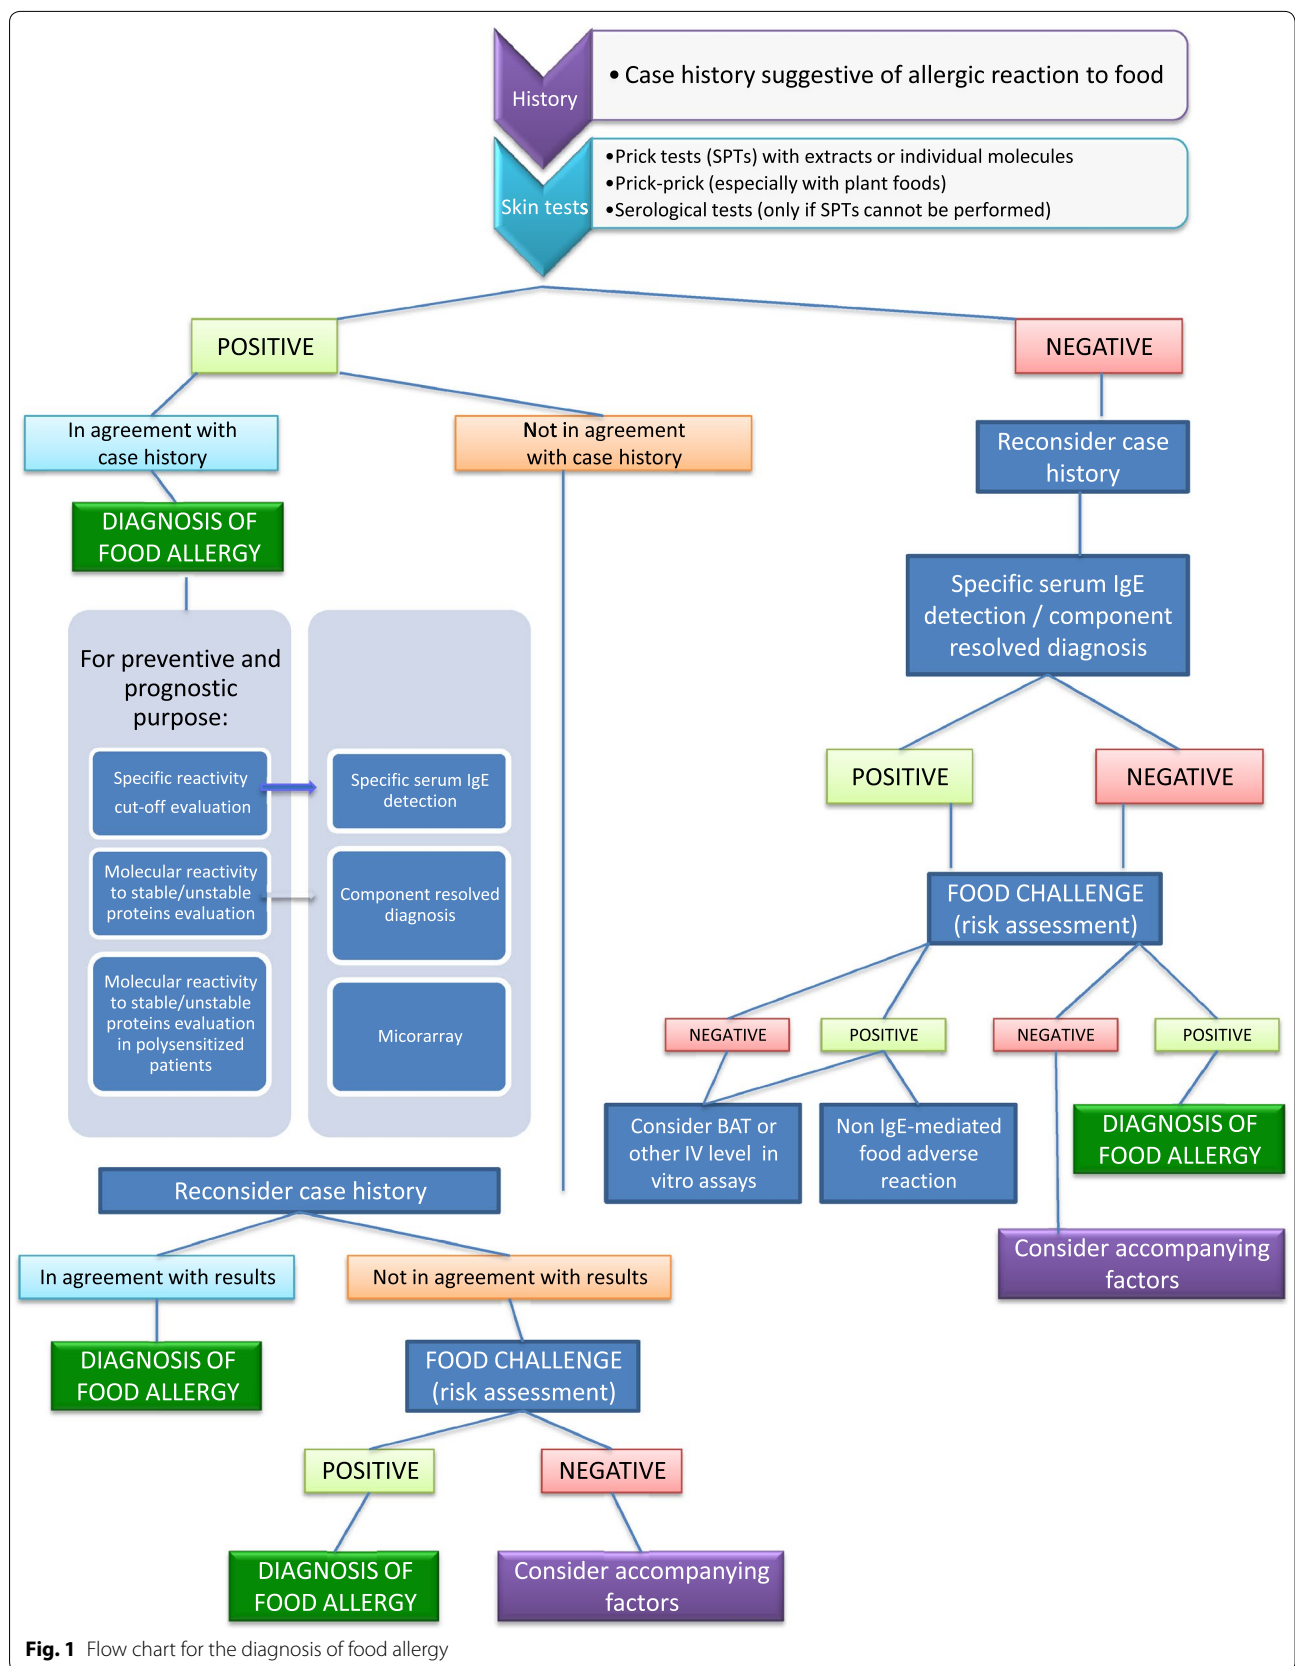 History
• Case history suggestive of allergic reaction to food
Skin tests
•Prick tests (SPTs) with extracts or individual molecules
•Prick-prick (especially with plant foods)
•Serological tests (only if SPTs cannot be performed)
POSITIVE
NEGATIVE
In agreement with
case history
Not in agreement
with case history
Reconsider case
history
DIAGNOSIS OF
FOOD ALLERGY
Specific serum IgE
detection / component
resolved diagnosis
For preventive and
prognostic
purpose:
Specific reactivity
cut-off evaluation
Specific serum IgE
detection
Molecular reactivity
to stable/unstable
proteins evaluation
Component resolved
diagnosis
Molecular reactivity
to stable/unstable
proteins evaluation
in polysensitized
patients
Micorarray
POSITIVE
NEGATIVE
FOOD CHALLENGE
(risk assessment)
NEGATIVE
POSITIVE
NEGATIVE
POSITIVE
Consider BAT or
other IV level in
vitro assays
Non IgE-mediated
food adverse
reaction
DIAGNOSIS OF
FOOD ALLERGY
Consider accompanying
factors
Reconsider case history
In agreement with results
Not in agreement with results
DIAGNOSIS OF
FOOD ALLERGY
FOOD CHALLENGE
(risk assessment)
POSITIVE
NEGATIVE
DIAGNOSIS OF
FOOD ALLERGY
Consider accompanying
factors
Fig. 1 Flow chart for the diagnosis of food allergy